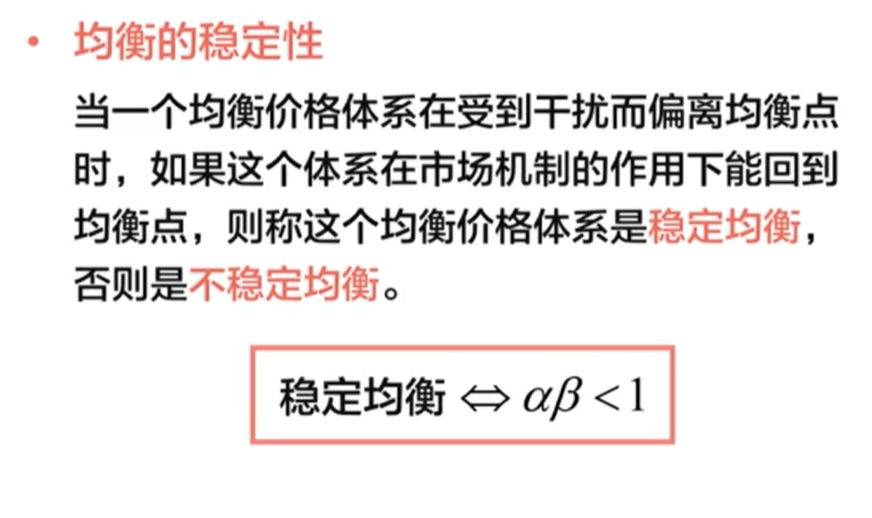 • 均衡的稳定性
当一个均衡价格体系在受到干扰而偏离均衡点
时，如果这个体系在市场机制的作用下能回到
均衡点，则称这个均衡价格体系是稳定均衡，
否则是不稳定均衡。
稳定均衡 ⇔ αβ < 1